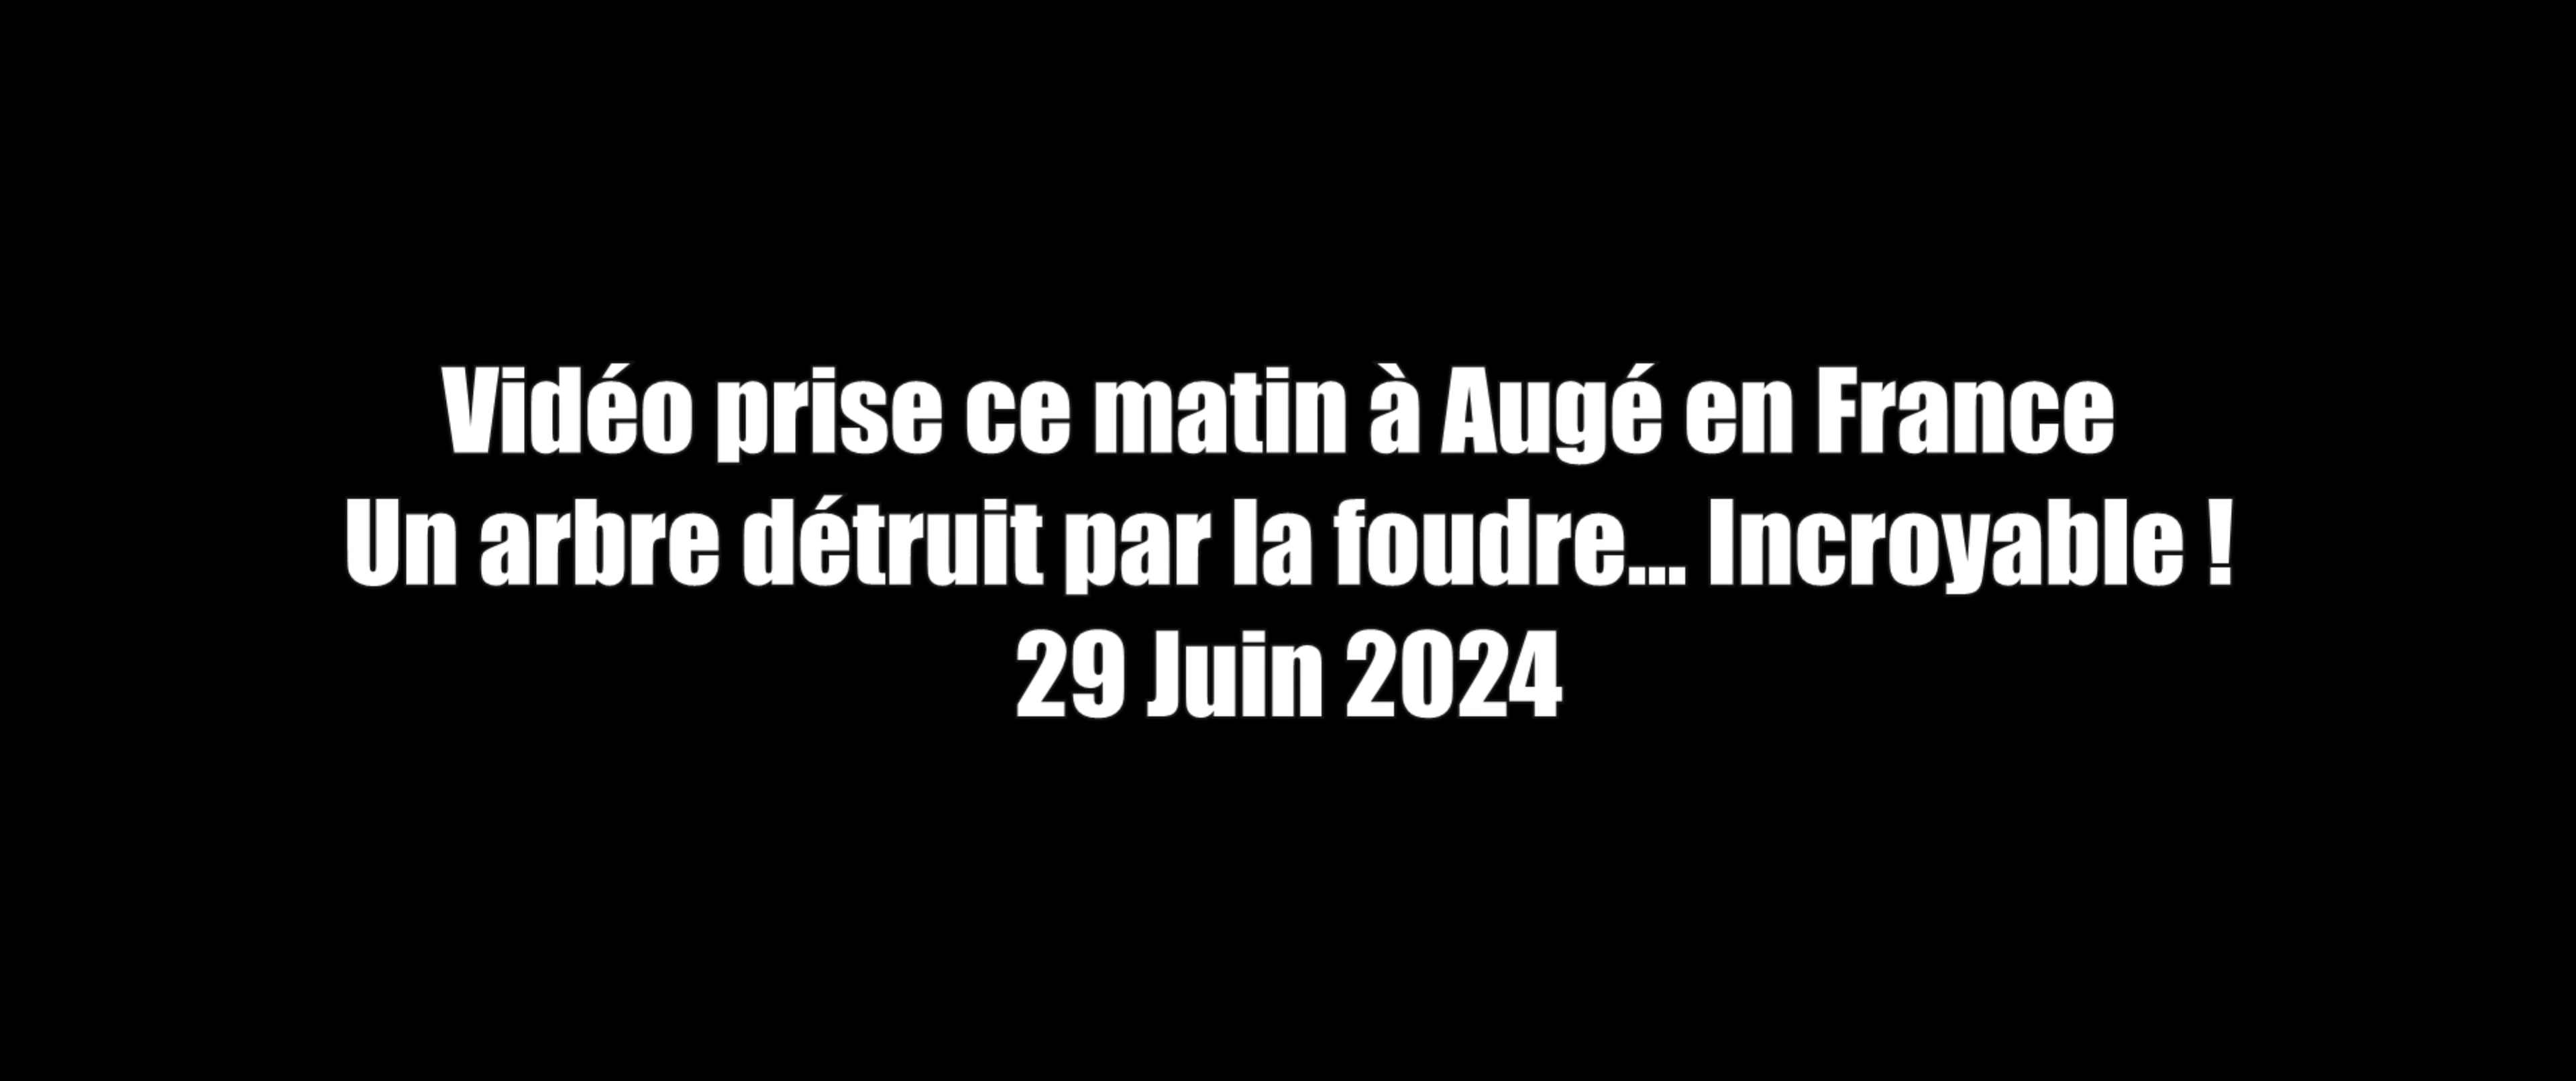 Vidéo prise ce matin à Augé en France
Un arbre détruit par la foudre... Incroyable !
29 Juin 2024